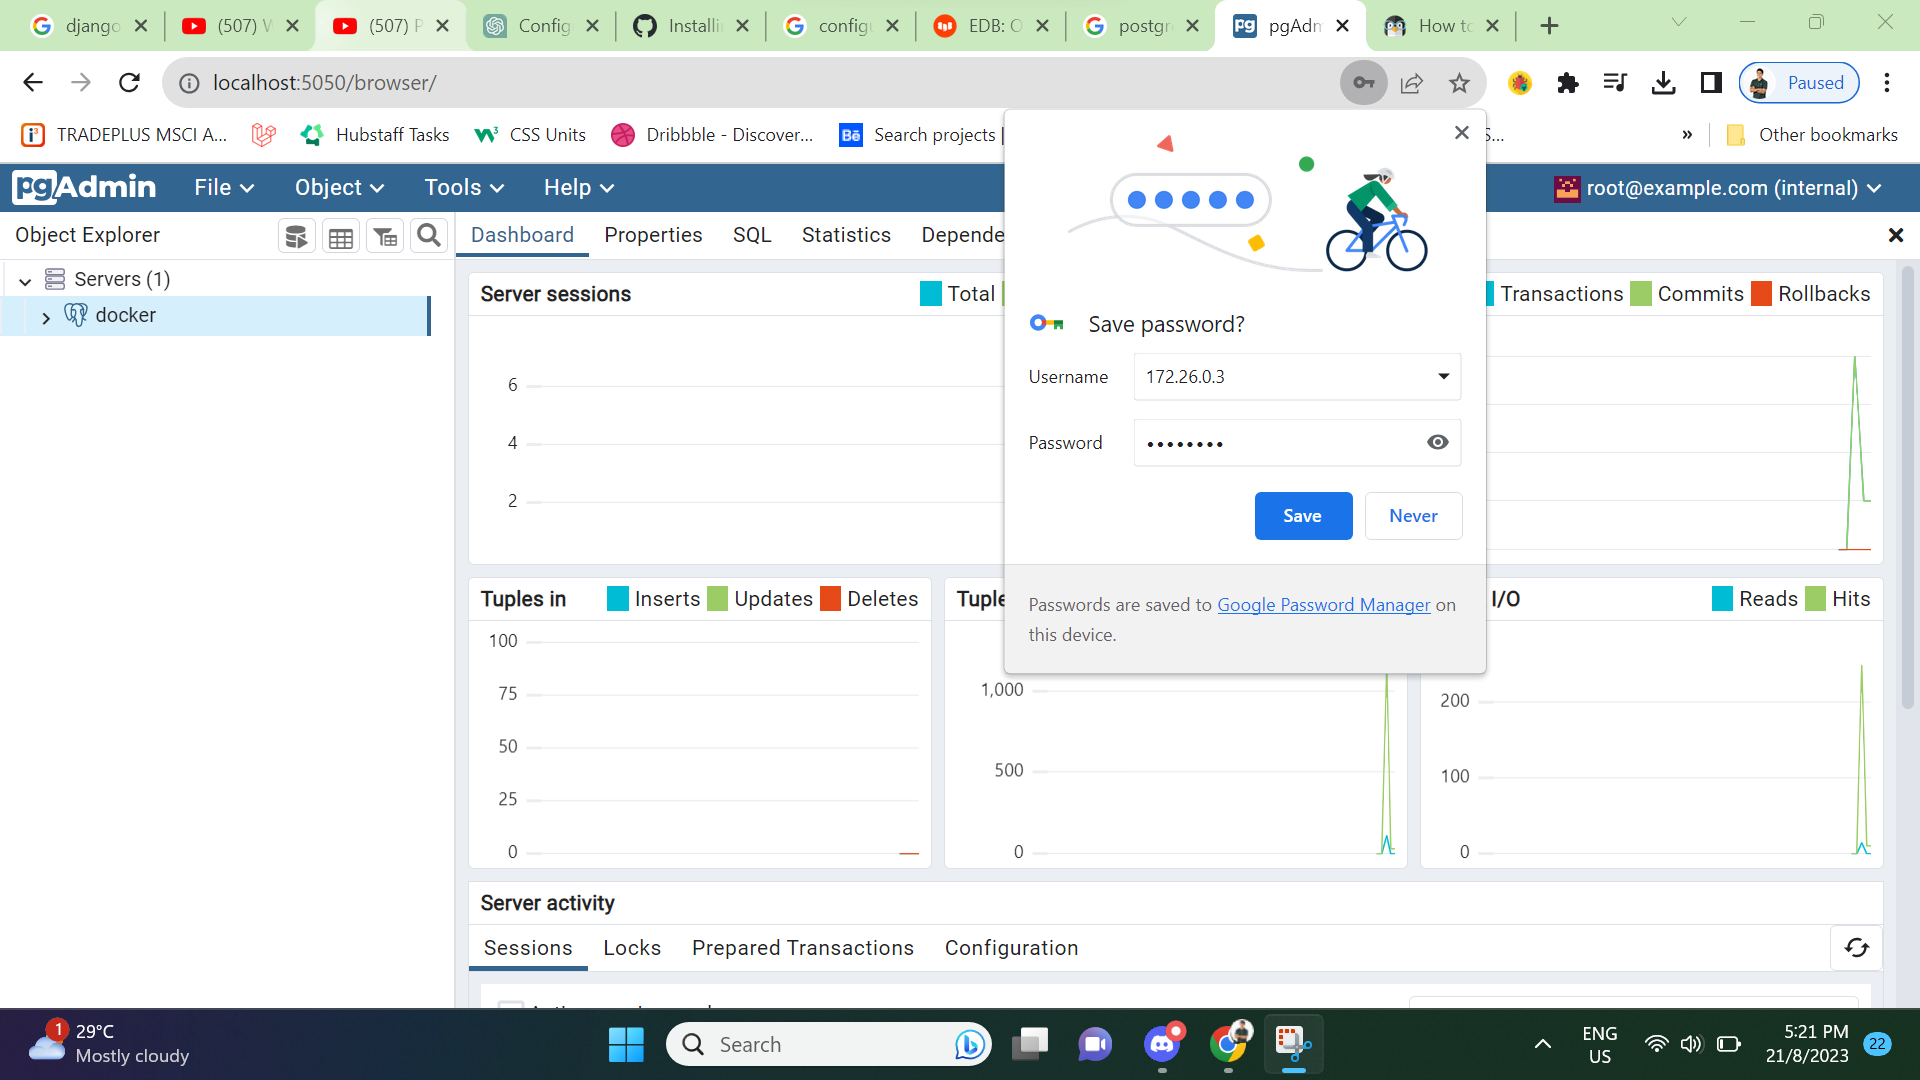 django
(507) W
(507) P
Config
Installi
config
EDB: O
postgr
pgAdm
How to
localhost:5050/browser/
Paused
TRADEPLUS MSCI A...
Hubstaff Tasks
CSS Units
Dribbble - Discover...
Search projects |
S...
»
Other bookmarks
pgAdmin
File
Object
Tools
Help
root@example.com (internal)
Object Explorer
Dashboard
Properties
SQL
Statistics
Depende
Servers (1)
docker
Server sessions
Total
Transactions
Commits
Rollbacks
6
4
2
Save password?
Username
172.26.0.3
Password
••••••••
Save
Never
Passwords are saved to Google Password Manager on
this device.
Tuples in
Inserts
Updates
Deletes
100
75
50
25
0
Tuple
1,000
500
0
I/O
Reads
Hits
200
100
0
Server activity
Sessions
Locks
Prepared Transactions
Configuration
1
29°C
Mostly cloudy
Search
ENG
US
5:21 PM
21/8/2023
22